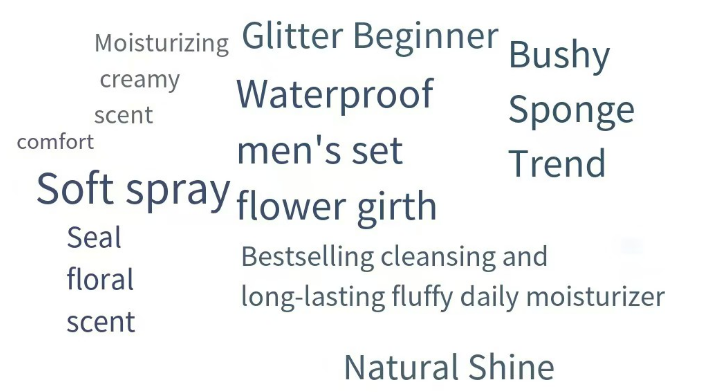 Moisturizing
creamy
scent
comfort
Soft spray
Seal
floral
scent
Glitter Beginner
Waterproof
men's set
flower girth
Bestselling cleansing and
long-lasting fluffy daily moisturizer
Natural Shine
Bushy
Sponge
Trend